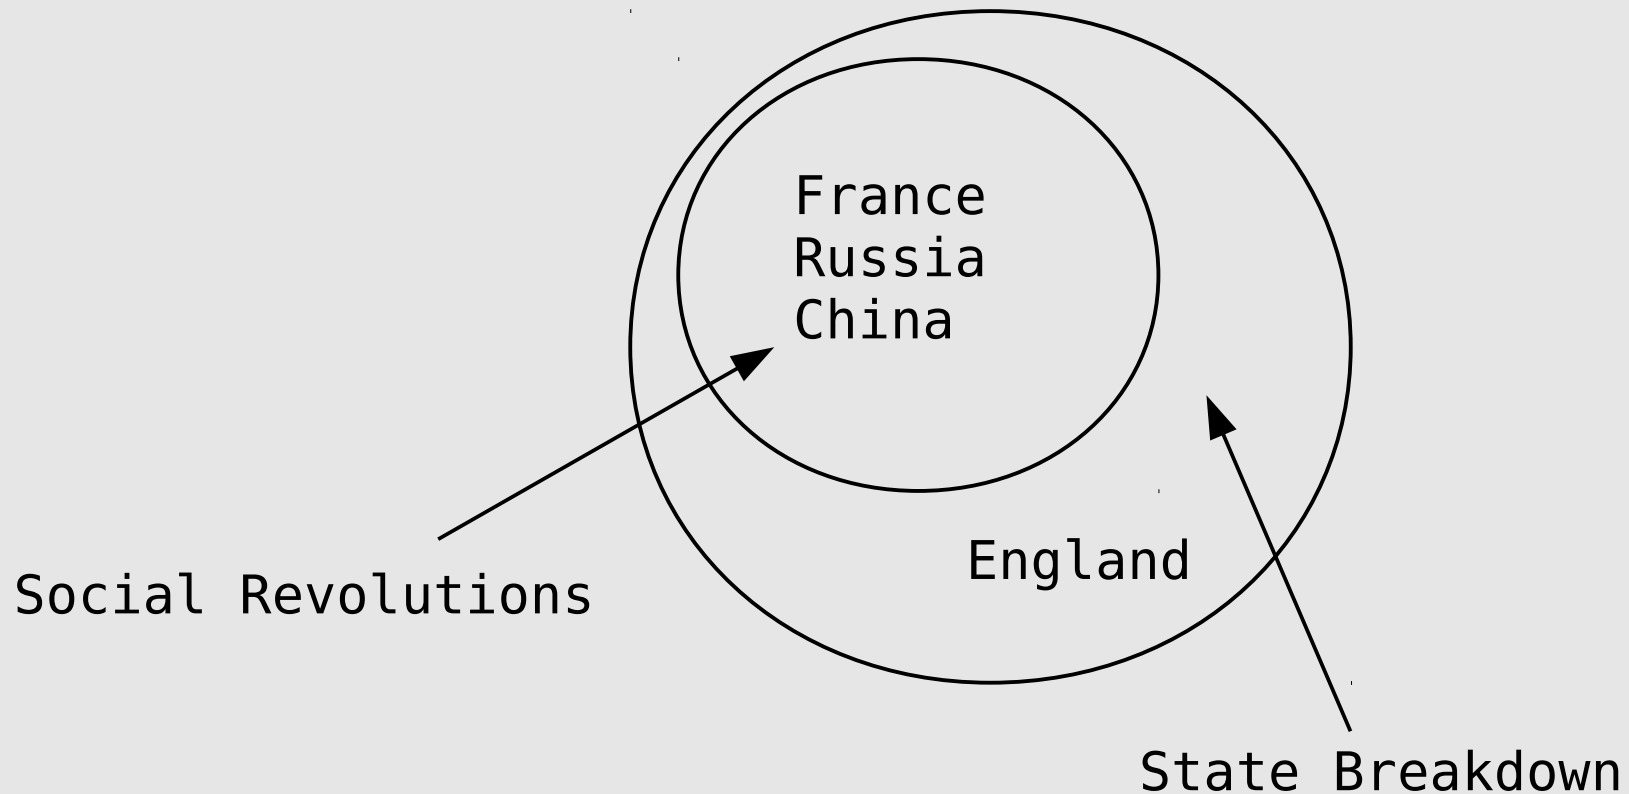 France
Russia
China
England
Social Revolutions
State Breakdown